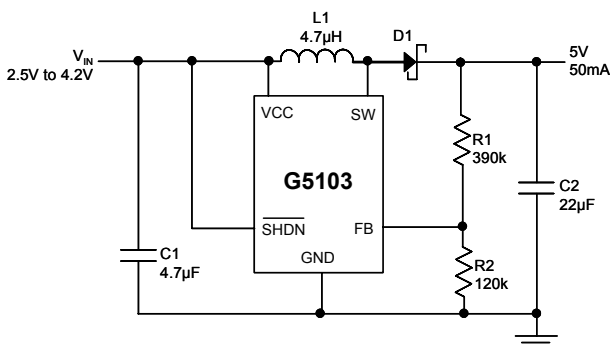 L1
4.7µH
D1
VIN
2.5V to 4.2V
5V
50mA
VCC
SW
R1
390k
G5103
C2
22µF
SHDN
FB
C1
4.7µF
GND
R2
120k